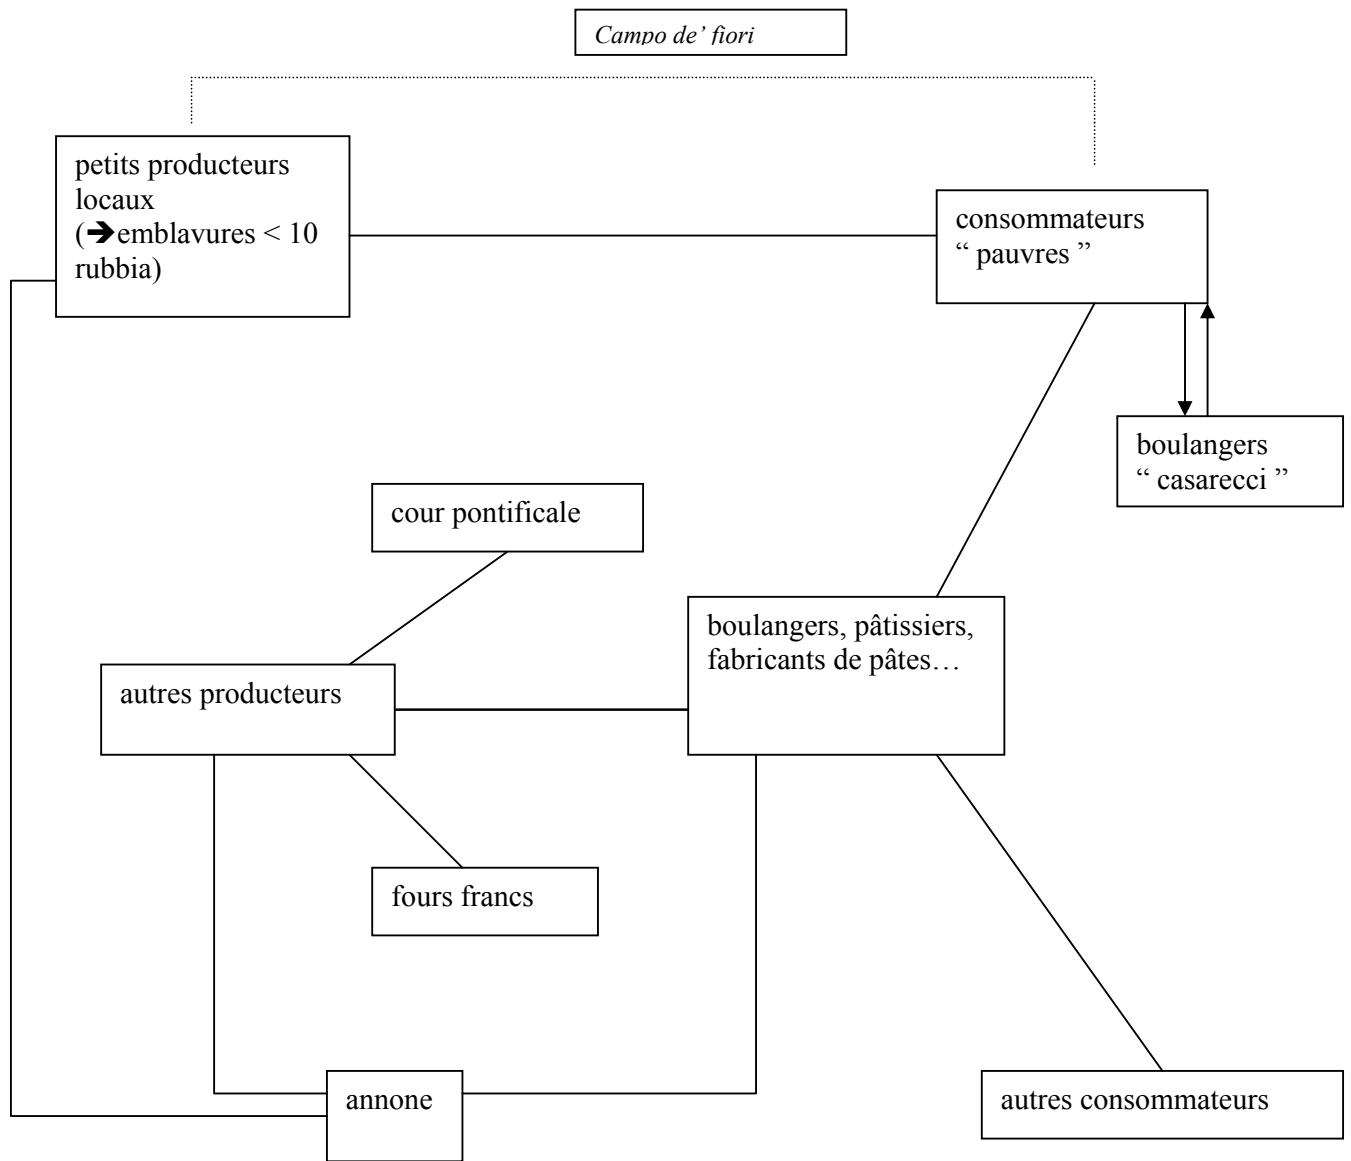 Campo de’ fiori
petits producteurs
locaux
(➔emblavures < 10
rubbia)
consommateurs
“ pauvres ”
boulangers
“ casarecci ”
cour pontificale
boulangers, pâtissiers,
fabricants de pâtes…
autres producteurs
fours francs
annone
autres consommateurs